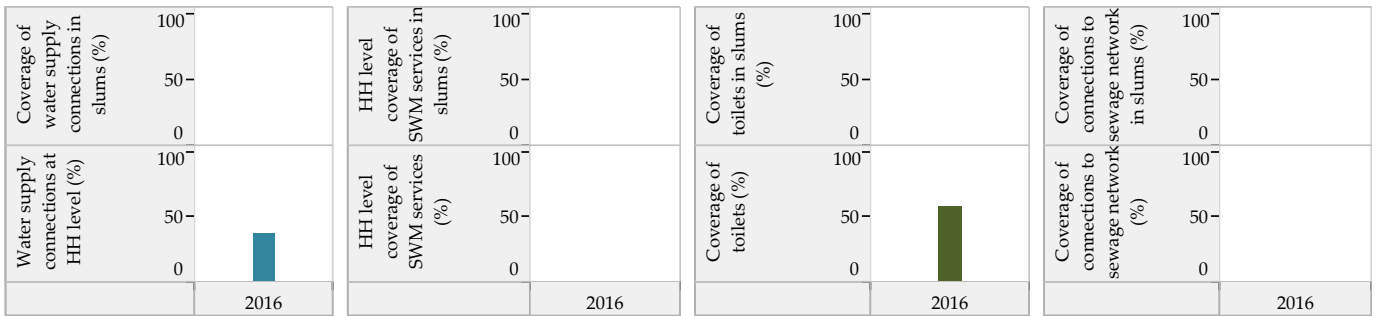 Coverage of
water supply
connections in
slums (%)
100
50
0
HH level
coverage of
SWM services in
slums (%)
100
50
0
Coverage of
toilets in slums
(%)
100
50
0
Coverage of
connections to
sewage network
in slums (%)
100
50
0
Water supply
connections at
HH level (%)
100
50
0
HH level
coverage of
SWM services
(%)
100
50
0
Coverage of
toilets (%)
100
50
0
Coverage of
connections to
sewage network
(%)
100
50
0
2016
2016
2016
2016